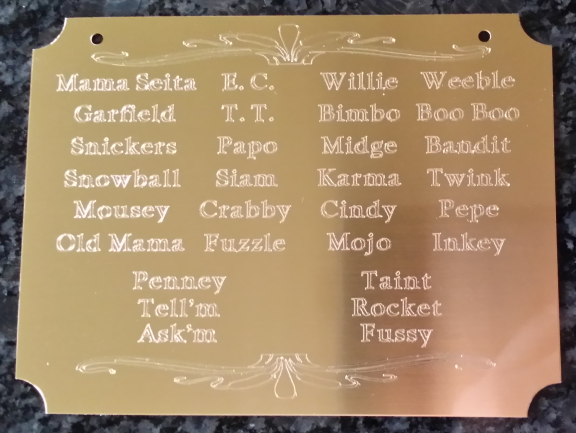 Mama Seita E. C. Willie Weeble
Garfield T. T. Bimbo Boo Boo
Snickers Papo Midge Bandit
Snowball Siam Karma Twink
Mousey Crabby Cindy Pepe
Old Mama Fuzzle Mojo Inkey
Penney Taint
Tell'm Rocket
Ask'm Fussy